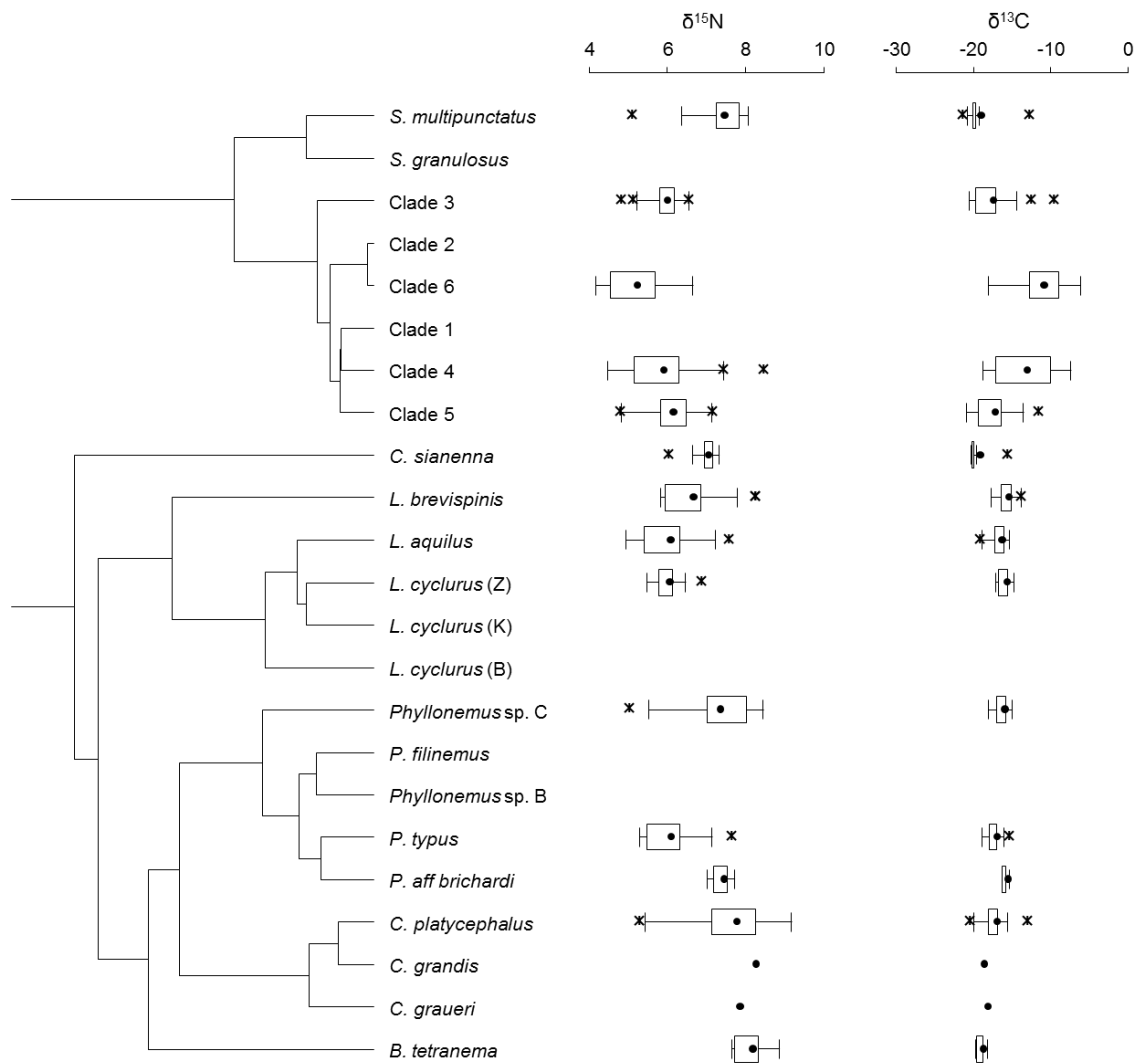 δ¹⁵N δ¹³C
4 6 8 10 -30 -20 -10 0
S. multipunctatus
S. granulosus
Clade 3
Clade 2
Clade 6
Clade 1
Clade 4
Clade 5
C. sianenna
L. brevispinis
L. aquilus
L. cyclurus (Z)
L. cyclurus (K)
L. cyclurus (B)
Phyllonemus sp. C
P. filinemus
Phyllonemus sp. B
P. typus
P. aff brichardi
C. platycephalus
C. grandis
C. graueri
B. tetranema